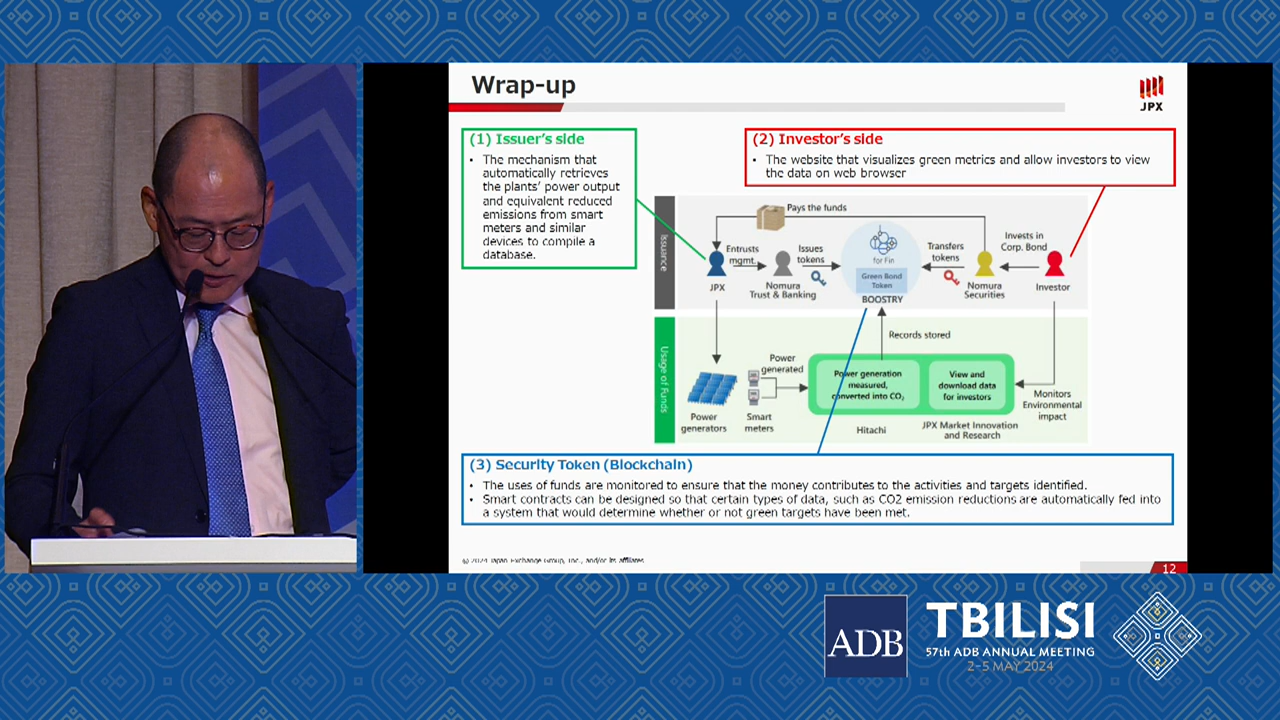 Wrap-up
JPX
(1) Issuer's side
• The mechanism that
automatically retrieves
the plants' power output
and equivalent reduced
emissions from smart
meters and similar
devices to compile a
database.
(2) Investor's side
• The website that visualizes green metrics and allow investors to view
the data on web browser
Issuance
Pays the funds
Entrusts
mgmt.
Issues
tokens
for Fin
Green Bond
Token
BOOSTRY
Transfers
tokens
Invests in
Corp. Bond
JPX
Nomura
Trust & Banking
Nomura
Securities
Investor
Usage of Funds
Records stored
Power
generated
Power generation
measured,
converted into CO₂
View and
download data
for investors
Monitors
Environmental
impact
Power
generators
Smart
meters
Hitachi
JPX Market Innovation
and Research
(3) Security Token (Blockchain)
• The uses of funds are monitored to ensure that the money contributes to the activities and targets identified.
• Smart contracts can be designed so that certain types of data, such as CO2 emission reductions are automatically fed into
a system that would determine whether or not green targets have been met.
© 2024 Japan Exchange Group, Inc., and/or its affiliates
12
ADB
TBILISI
57th ADB ANNUAL MEETING
2-5 MAY 2024